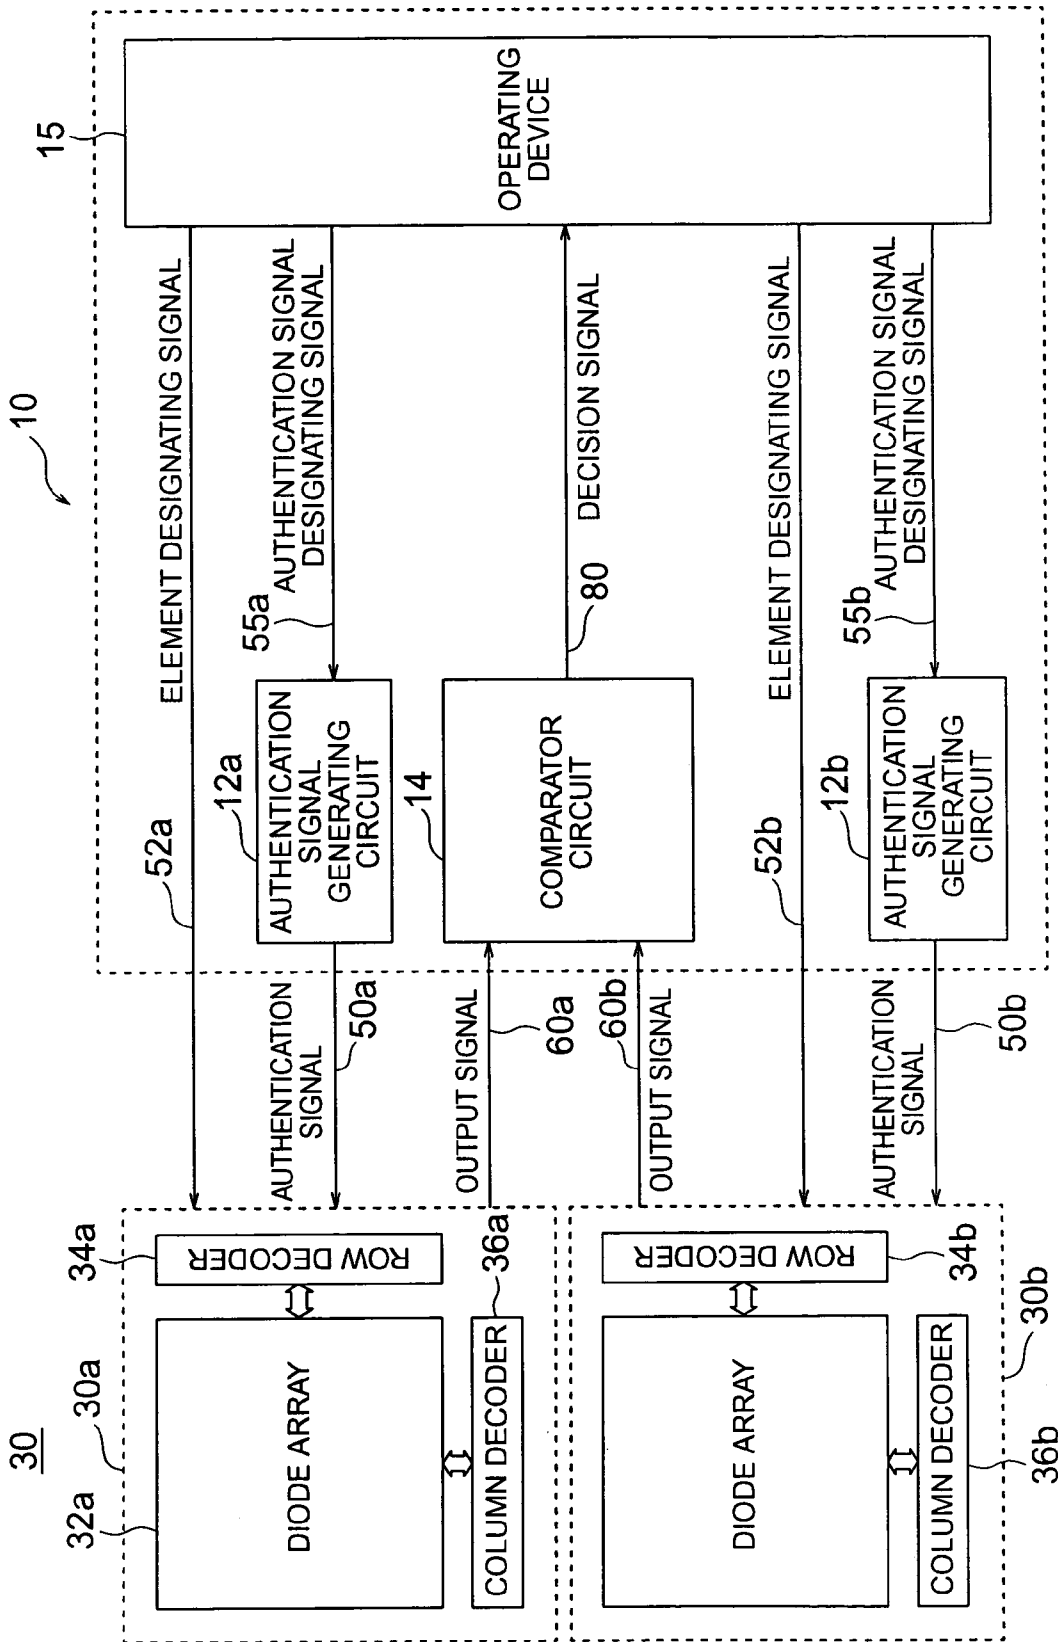 10
15
OPERATING
DEVICE
ELEMENT DESIGNATING SIGNAL
52a
AUTHENTICATION SIGNAL
DESIGNATING SIGNAL
55a
12a
AUTHENTICATION
SIGNAL
GENERATING
CIRCUIT
AUTHENTICATION
SIGNAL
50a
14
COMPARATOR
CIRCUIT
DECISION SIGNAL
80
OUTPUT SIGNAL
60a
60b
OUTPUT SIGNAL
ELEMENT DESIGNATING SIGNAL
52b
AUTHENTICATION SIGNAL
DESIGNATING SIGNAL
55b
12b
AUTHENTICATION
SIGNAL
GENERATING
CIRCUIT
AUTHENTICATION
SIGNAL
50b
30
30a
32a
DIODE ARRAY
34a
ROW DECODER
36a
COLUMN DECODER
DIODE ARRAY
ROW DECODER
34b
COLUMN DECODER
36b
30b